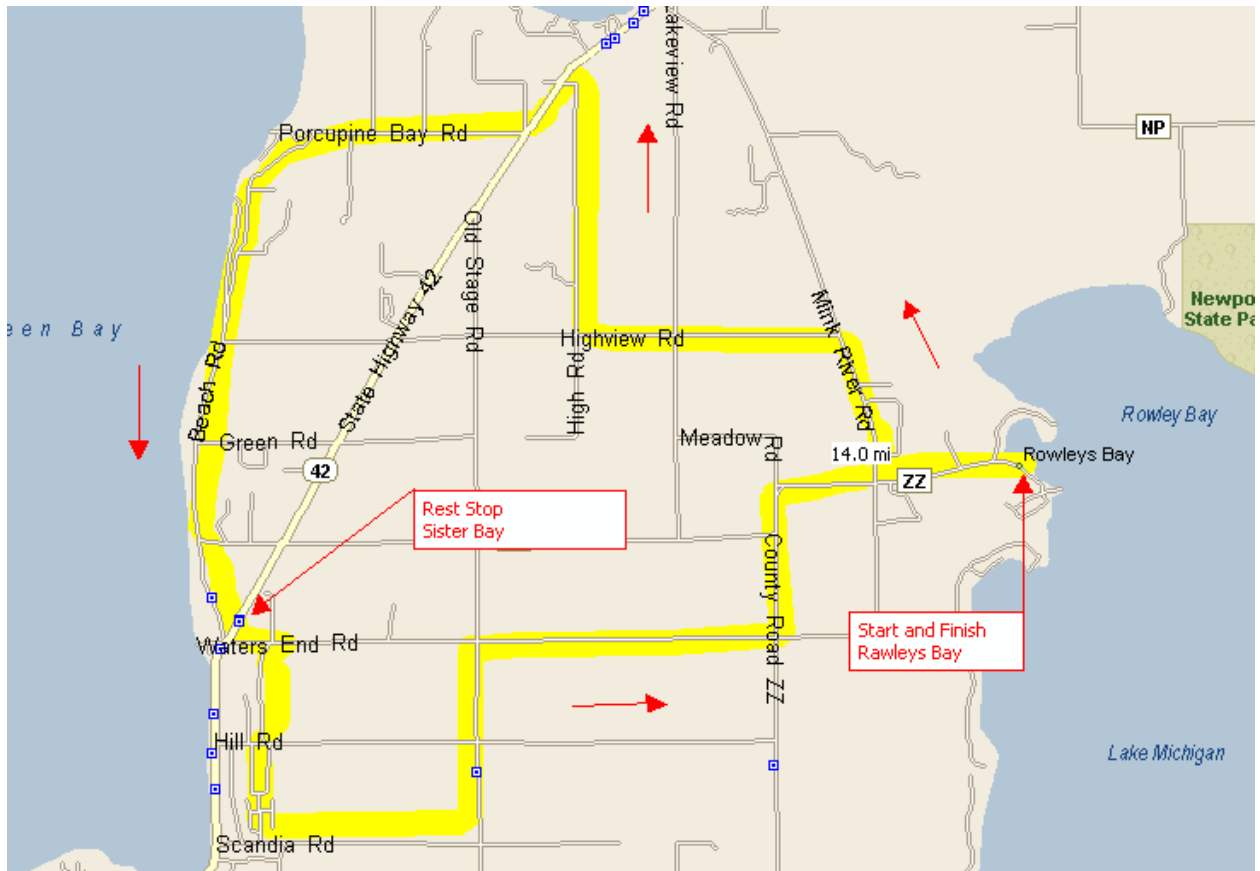 Lakeview Rd
Porcupine Bay Rd
NP
Old Stage Rd
State Highway 42
Mink River Rd
Newpo
State Pa
een Bay
Highview Rd
Beach Rd
High Rd
Rowley Bay
Green Rd
Meadow Rd
14.0 mi
Rowleys Bay
42
ZZ
Rest Stop
Sister Bay
County Road ZZ
Start and Finish
Rawleys Bay
Waters End Rd
Hill Rd
Lake Michigan
Scandia Rd